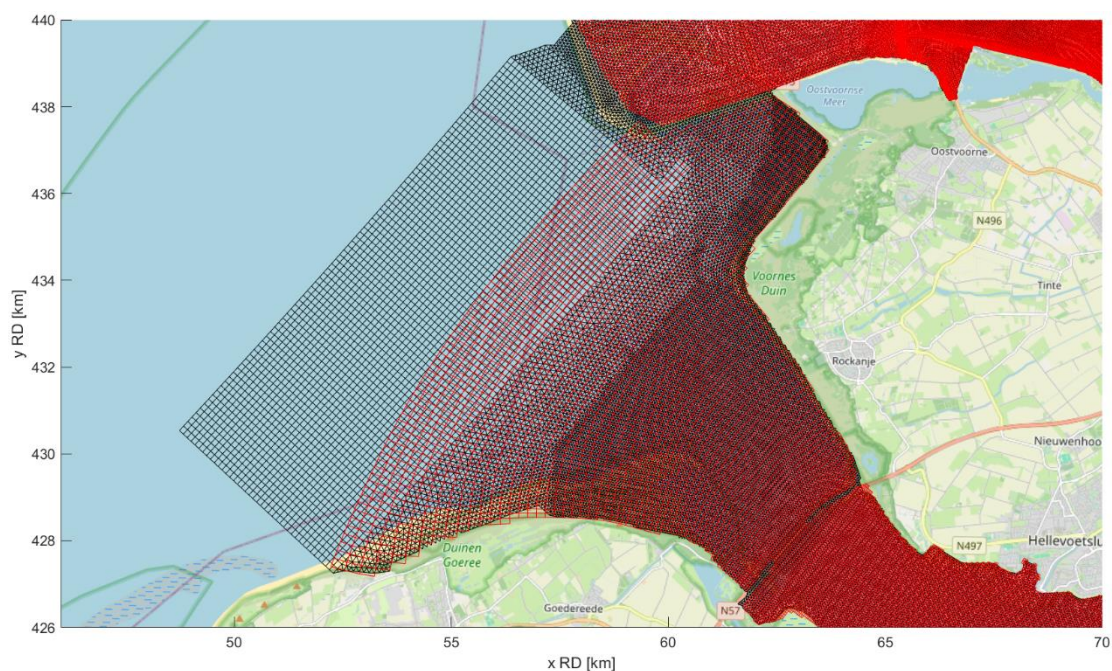 440
438
436
434
432
430
428
426
y RD [km]
50
55
60
65
70
x RD [km]
Oostvoornse
Meer
Oostvoorne
N496
Voornes
Duin
Tinte
Rockanje
Nieuwenhoo
Hellevoetslu
N497
N57
Duinen
Goeree
Goedereede